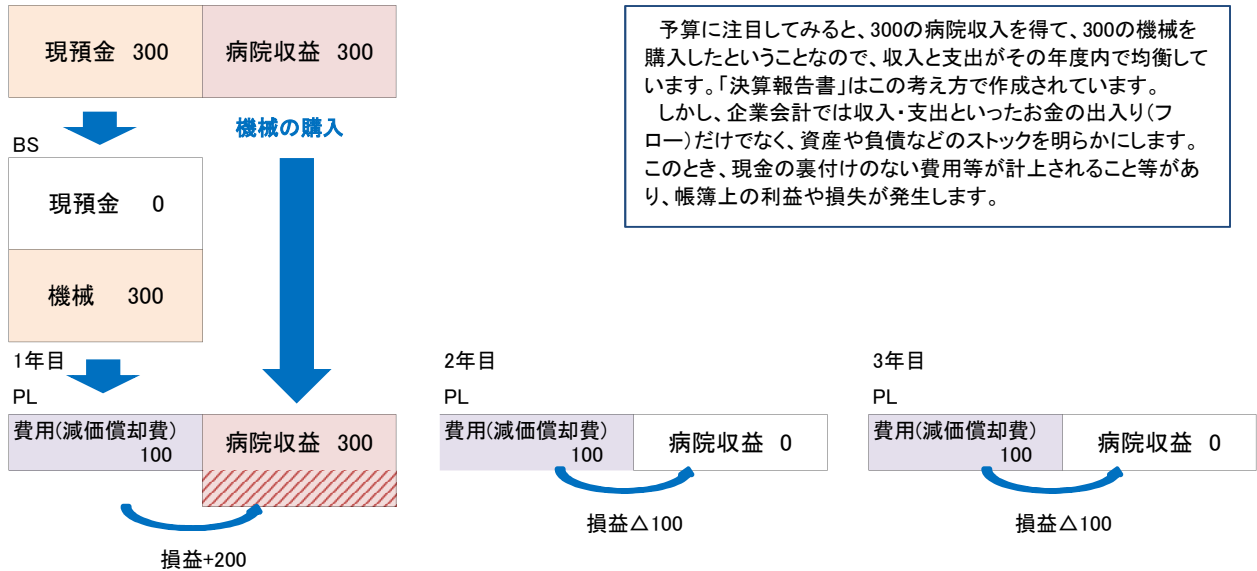 現預金 300
病院収益 300
予算に注目してみると、300の病院収入を得て、300の機械を
購入したということなので、収入と支出がその年度内で均衡して
います。「決算報告書」はこの考え方で作成されています。
しかし、企業会計では収入・支出といったお金の出入り(フ
ロー)だけでなく、資産や負債などのストックを明らかにします。
このとき、現金の裏付けのない費用等が計上されること等があ
り、帳簿上の利益や損失が発生します。
機械の購入
BS
現預金 0
機械 300
1年目
PL
費用(減価償却費)
100
病院収益 300
損益+200
2年目
PL
費用(減価償却費)
100
病院収益 0
損益△100
3年目
PL
費用(減価償却費)
100
病院収益 0
損益△100